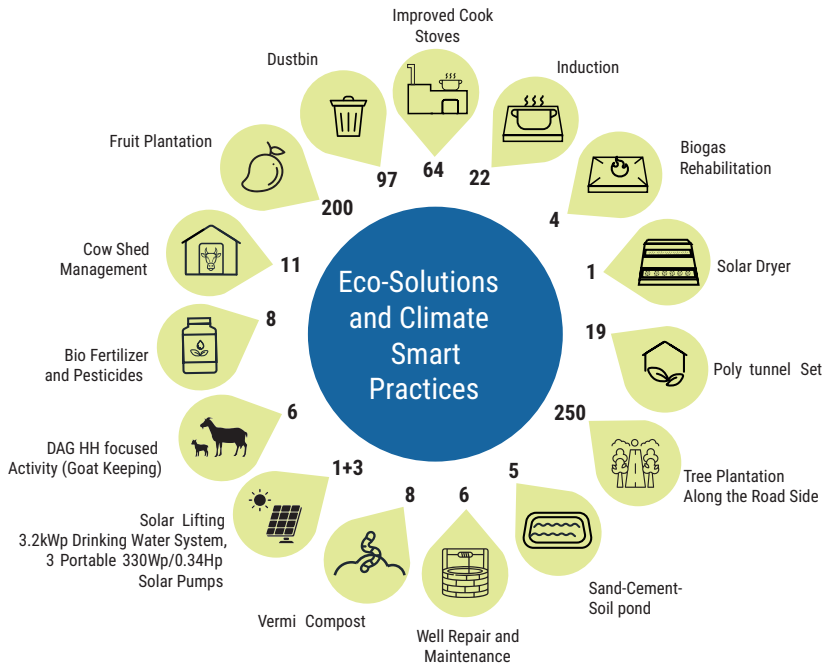 Improved Cook
Stoves
64
Induction
22
Biogas
Rehabilitation
4
Solar Dryer
1
Poly tunnel Set
19
Tree Plantation
Along the Road Side
250
Sand-Cement-
Soil pond
5
Well Repair and
Maintenance
6
Vermi Compost
8
Solar Lifting
3.2kWp Drinking Water System,
3 Portable 330Wp/0.34Hp
Solar Pumps
1+3
DAG HH focused
Activity (Goat Keeping)
6
Bio Fertilizer
and Pesticides
8
Cow Shed
Management
11
Fruit Plantation
200
Dustbin
97
Eco-Solutions
and Climate
Smart
Practices